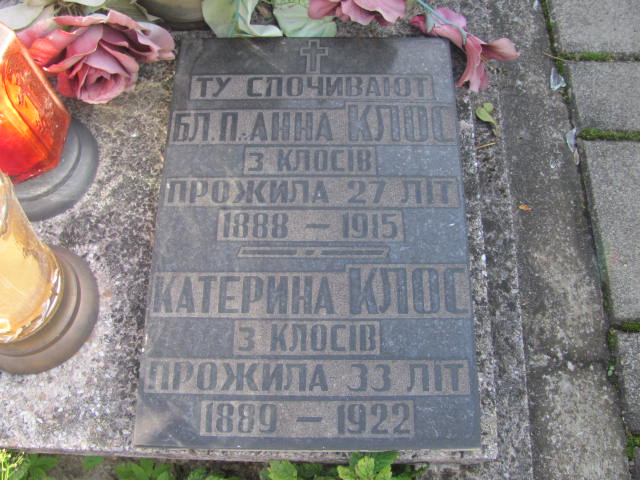 ТУ СПОЧИВАЮТ
БЛ.П. АННА КЛОС
З КЛОСІВ
ПРОЖИЛА 27 ЛІТ
1888 – 1915
КАТЕРИНА КЛОС
З КЛОСІВ
ПРОЖИЛА 33 ЛІТ
1889 – 1922